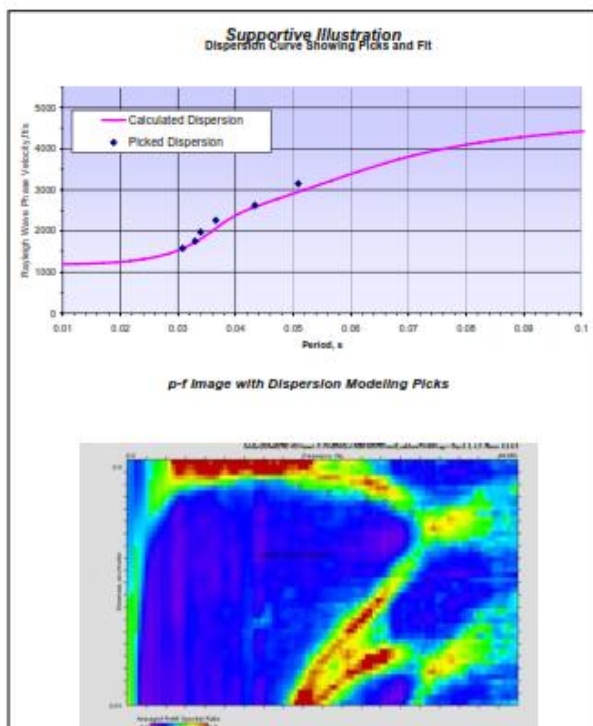 Supportive Illustration
Dispersion Curve Showing Picks and Fit
5000
4000
3000
2000
1000
0
Rayleigh Wave Phase Velocity, ft/s
Calculated Dispersion
Picked Dispersion
0.01 0.02 0.03 0.04 0.05 0.06 0.07 0.08 0.09 0.1
Period, s
p-f Image with Dispersion Modeling Picks